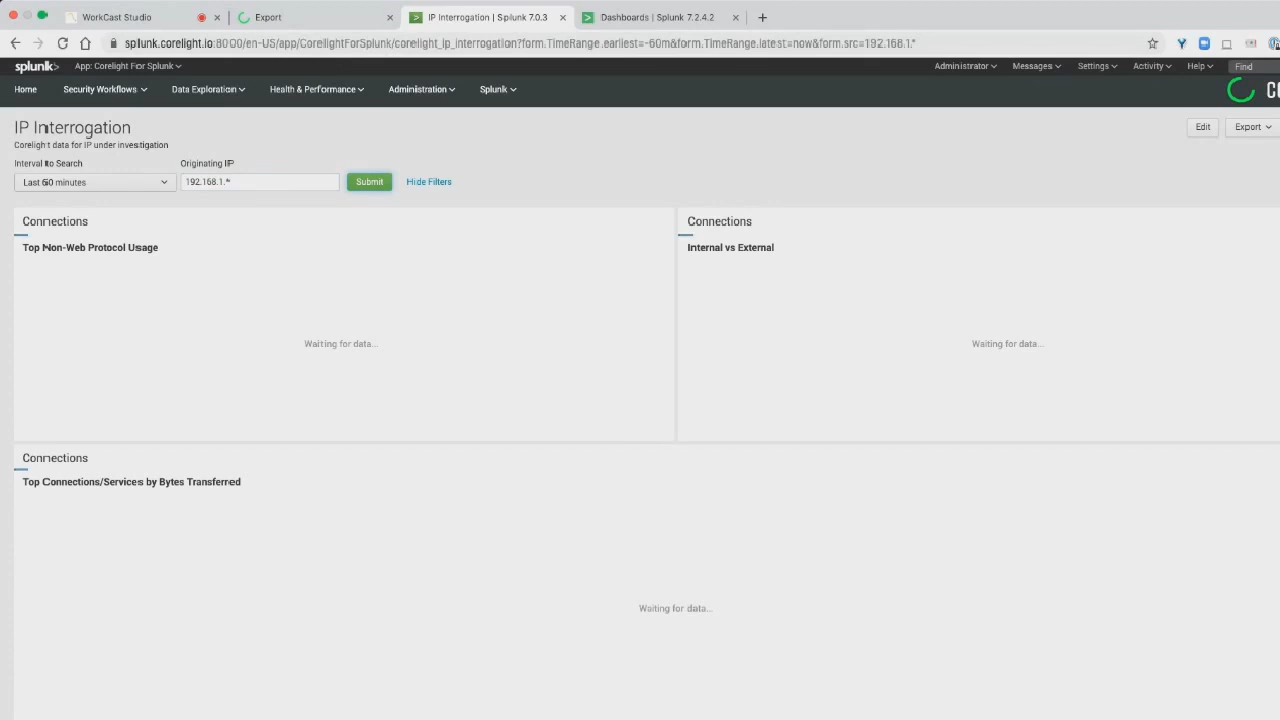 WorkCast Studio
Export
IP Interrogation | Splunk 7.0.3
Dashboards | Splunk 7.2.4.2
splunk.corelight.io:8000/en-US/app/CorelightForSplunk/corelight_ip_interrogation?form.TimeRange.earliest=-60m&form.TimeRange.latest=now&form.src=192.168.1.*
splunk> App: Corelight For Splunk Administrator Messages Settings Activity Help Find
Home Security Workflows Data Exploration Health & Performance Administration Splunk
IP Interrogation
Edit Export
Corelight data for IP under investigation
Interval to Search Originating IP
Last 60 minutes 192.168.1.* Submit Hide Filters
Connections
Top Non-Web Protocol Usage
Waiting for data...
Connections
Internal vs External
Waiting for data...
Connections
Top Connections/Services by Bytes Transferred
Waiting for data...